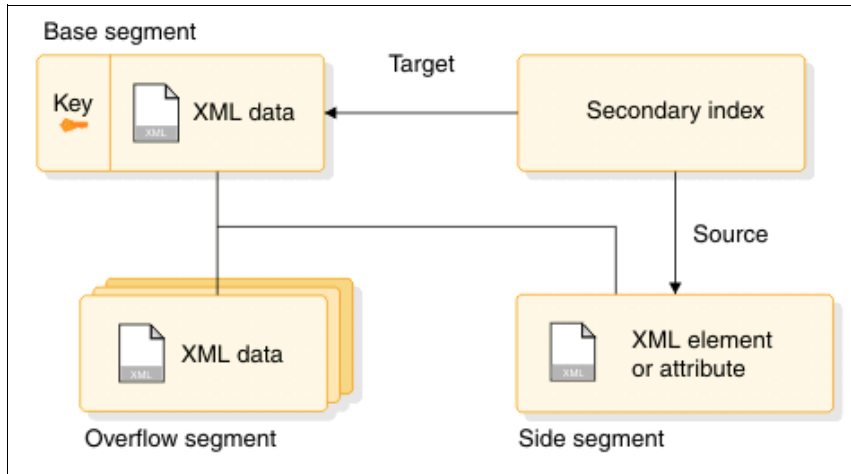 Base segment
Key
XML
XML data
Target
Secondary index
Source
XML
XML data
Overflow segment
XML
XML element
or attribute
Side segment